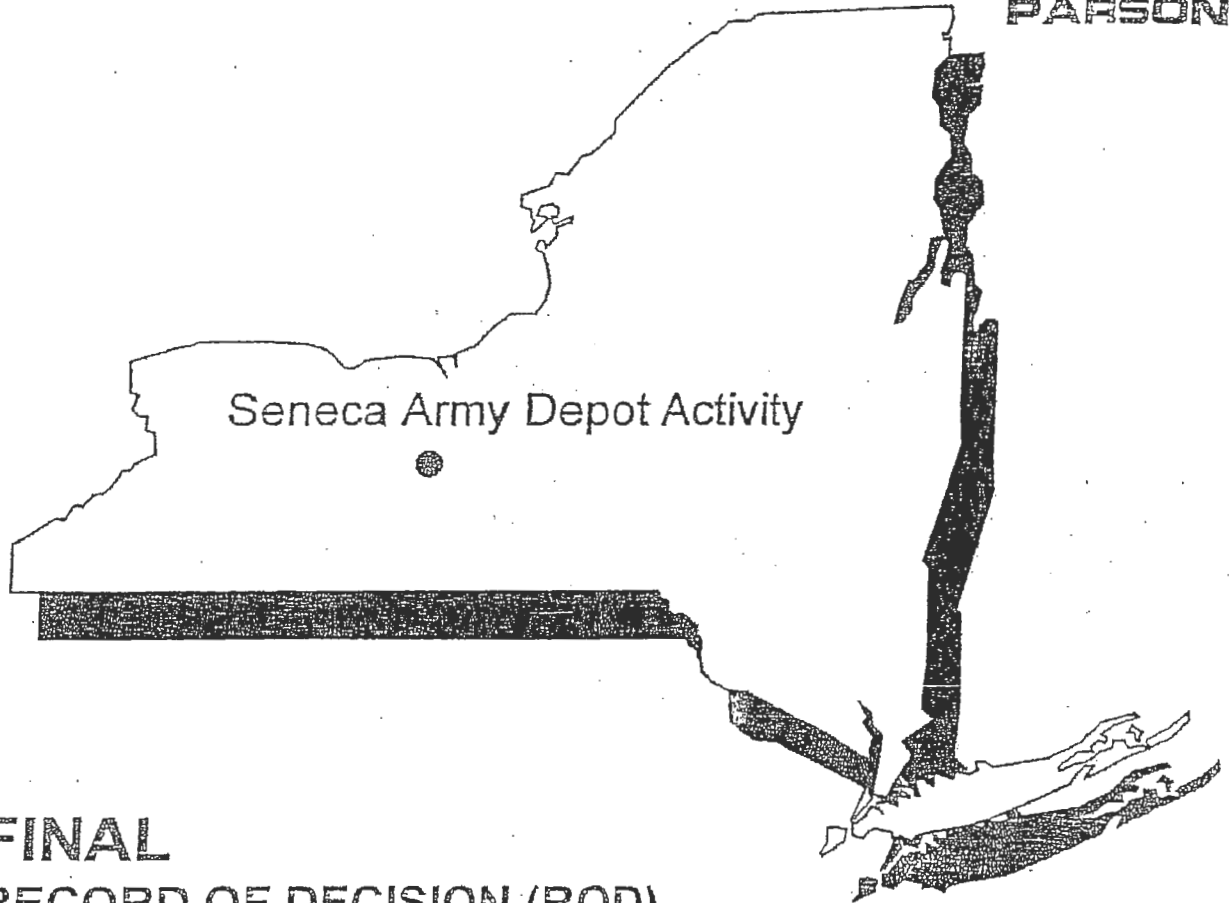 PARSON
Seneca Army Depot Activity
FINAL
RECORD OF DECISION (ROD)